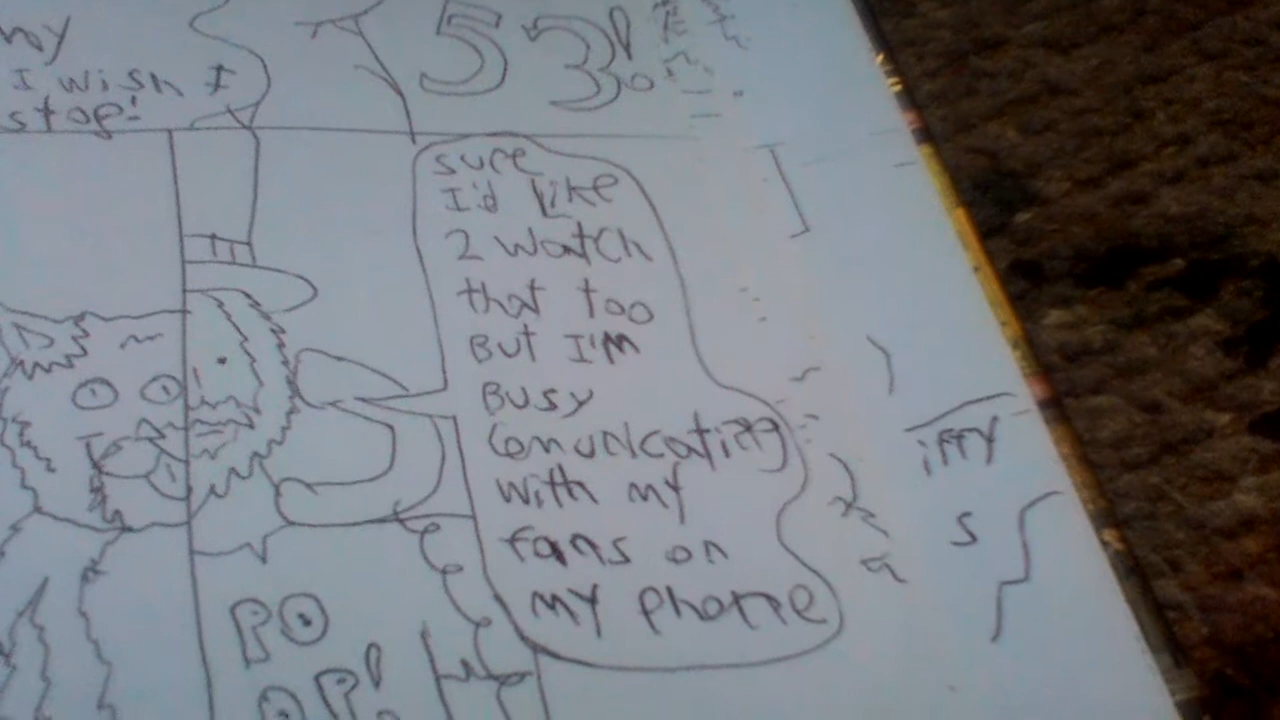 ny
I wish I
stop!
53!
sure
I'd Like
2 watch
that too
But I'm
Busy
Comunicating
with my
fans on
my phone
iffy
S
PO
OP!